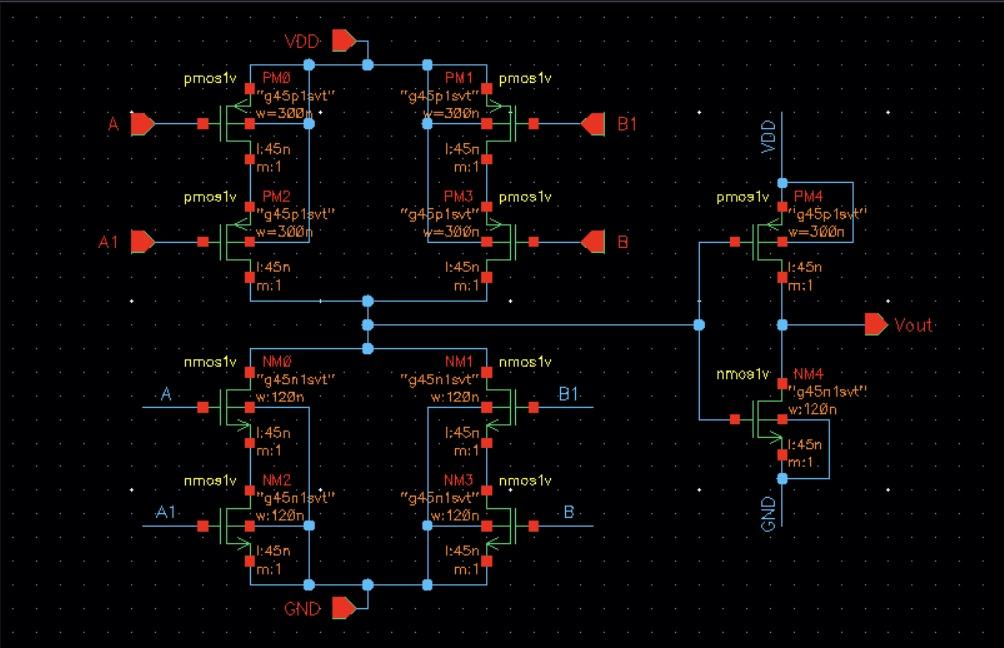 VDD
pmos1v PM0 PM1 pmos1v
"g45p1svt" "g45p1svt"
w=300n w=300n
A B1
l:45n l:45n
m:1 m:1
pmos1v PM2 PM3 pmos1v
"g45p1svt" "g45p1svt"
w=300n w=300n
A1 B
l:45n l:45n
m:1 m:1
nmos1v NM0 NM1 nmos1v
"g45n1svt" "g45n1svt"
A w:120n w:120n B1
l:45n l:45n
m:1 m:1
nmos1v NM2 NM3 nmos1v
"g45n1svt" "g45n1svt"
A1 w:120n w:120n B
l:45n l:45n
m:1 m:1
GND
VDD
pmos1v PM4
"g45p1svt"
w=300n
l:45n
m:1
Vout
nmos1v NM4
"g45n1svt"
w:120n
l:45n
m:1
GND